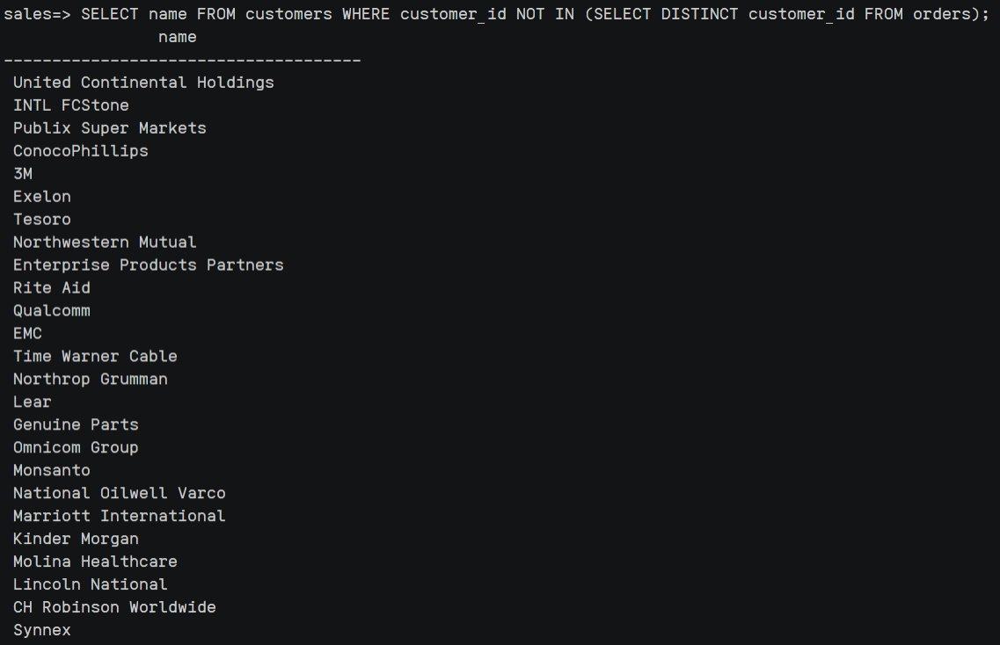 sales=> SELECT name FROM customers WHERE customer_id NOT IN (SELECT DISTINCT customer_id FROM orders);
name
-------------------------------------
United Continental Holdings
INTL FCStone
Publix Super Markets
ConocoPhillips
3M
Exelon
Tesoro
Northwestern Mutual
Enterprise Products Partners
Rite Aid
Qualcomm
EMC
Time Warner Cable
Northrop Grumman
Lear
Genuine Parts
Omnicom Group
Monsanto
National Oilwell Varco
Marriott International
Kinder Morgan
Molina Healthcare
Lincoln National
CH Robinson Worldwide
Synnex